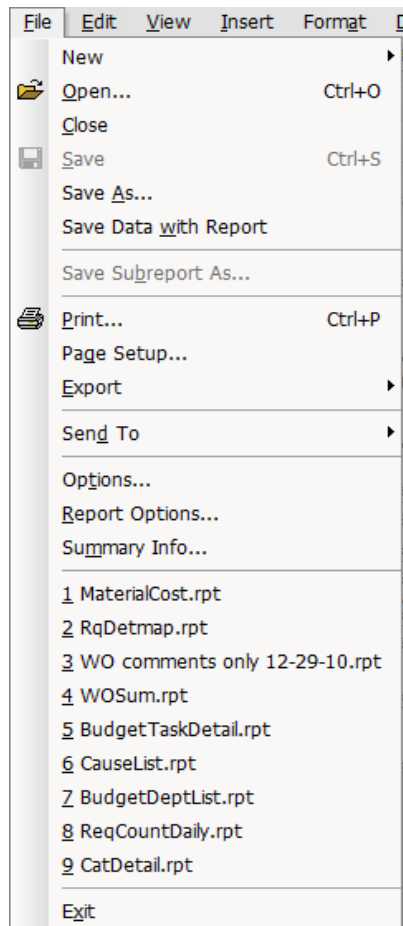 File Edit View Insert Format
New
Open... Ctrl+O
Close
Save Ctrl+S
Save As...
Save Data with Report
Save Subreport As...
Print... Ctrl+P
Page Setup...
Export
Send To
Options...
Report Options...
Summary Info...
1 MaterialCost.rpt
2 RqDetmap.rpt
3 WO comments only 12-29-10.rpt
4 WOSum.rpt
5 BudgetTaskDetail.rpt
6 CauseList.rpt
7 BudgetDeptList.rpt
8 ReqCountDaily.rpt
9 CatDetail.rpt
Exit